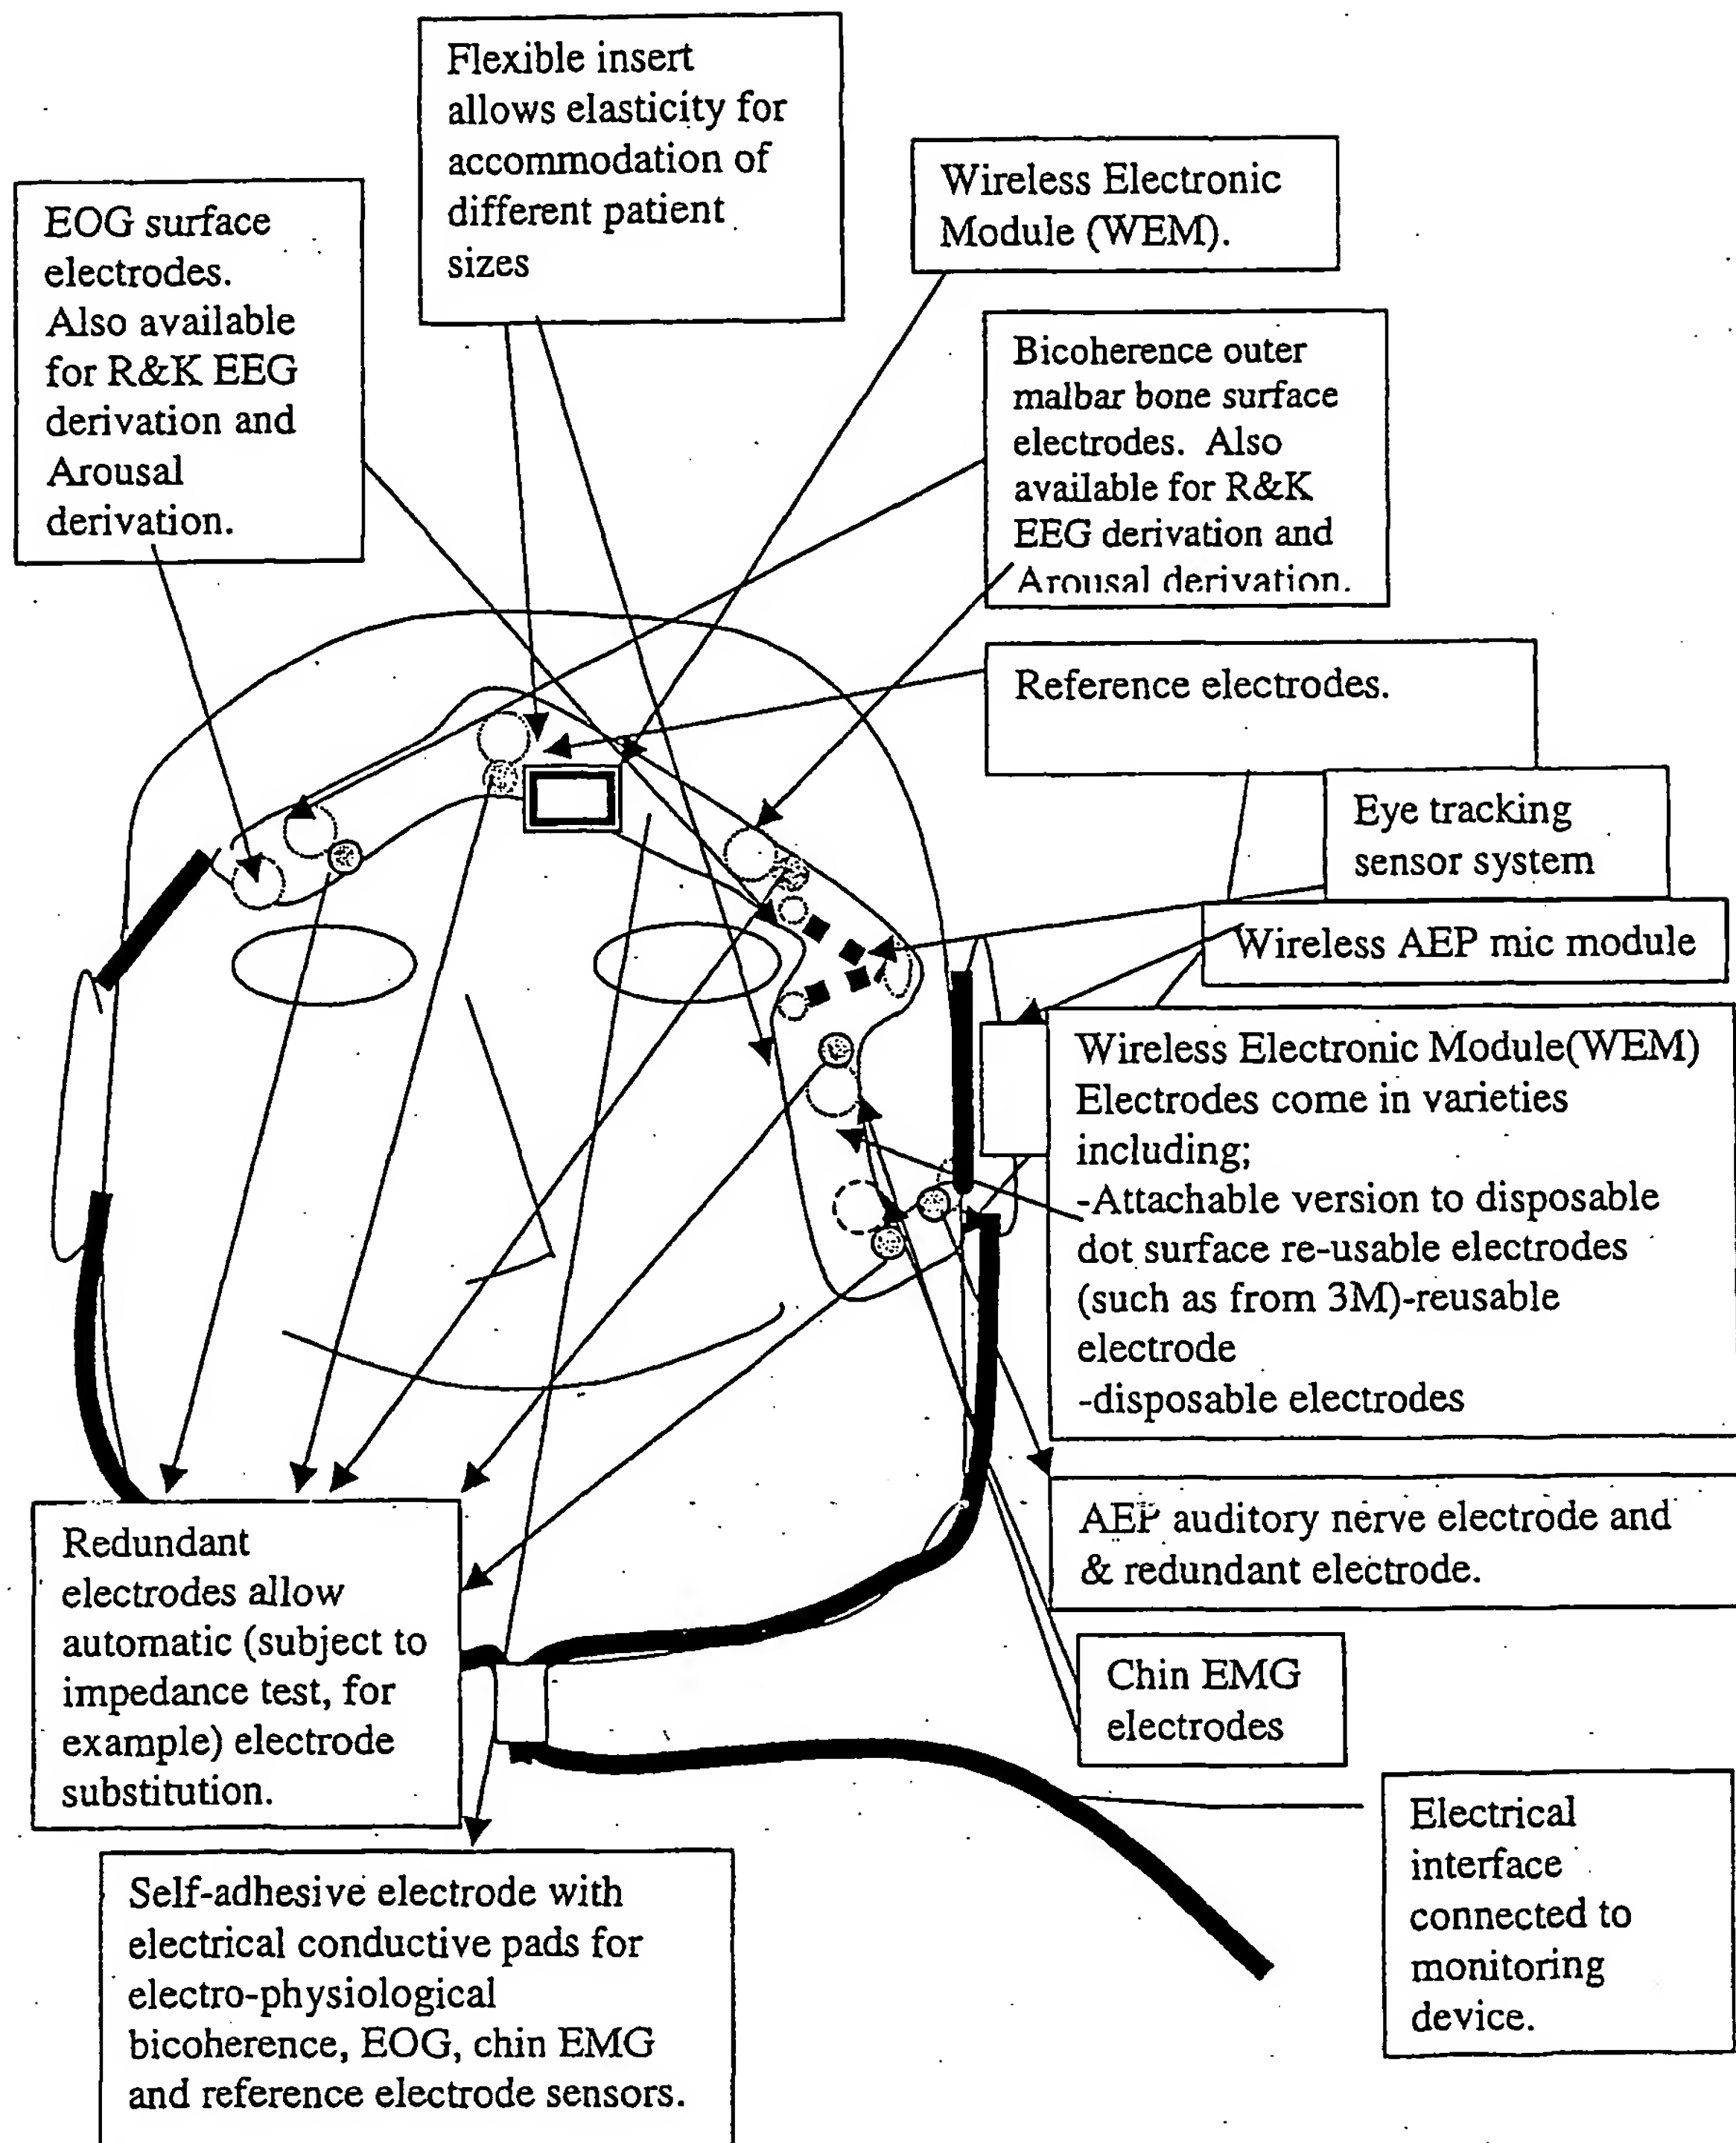 Flexible insert
allows elasticity for
accommodation of
different patient
sizes
Wireless Electronic
Module (WEM).
EOG surface
electrodes.
Also available
for R&K EEG
derivation and
Arousal
derivation.
Bicoherence outer
malbar bone surface
electrodes. Also
available for R&K
EEG derivation and
Arousal derivation.
Reference electrodes.
Eye tracking
sensor system
Wireless AEP mic module
Wireless Electronic Module(WEM)
Electrodes come in varieties
including;
-Attachable version to disposable
dot surface re-usable electrodes
(such as from 3M)-reusable
electrode
-disposable electrodes
AEP auditory nerve electrode and
& redundant electrode.
Redundant
electrodes allow
automatic (subject to
impedance test, for
example) electrode
substitution.
Chin EMG
electrodes
Electrical
interface
connected to
monitoring
device.
Self-adhesive electrode with
electrical conductive pads for
electro-physiological
bicoherence, EOG, chin EMG
and reference electrode sensors.